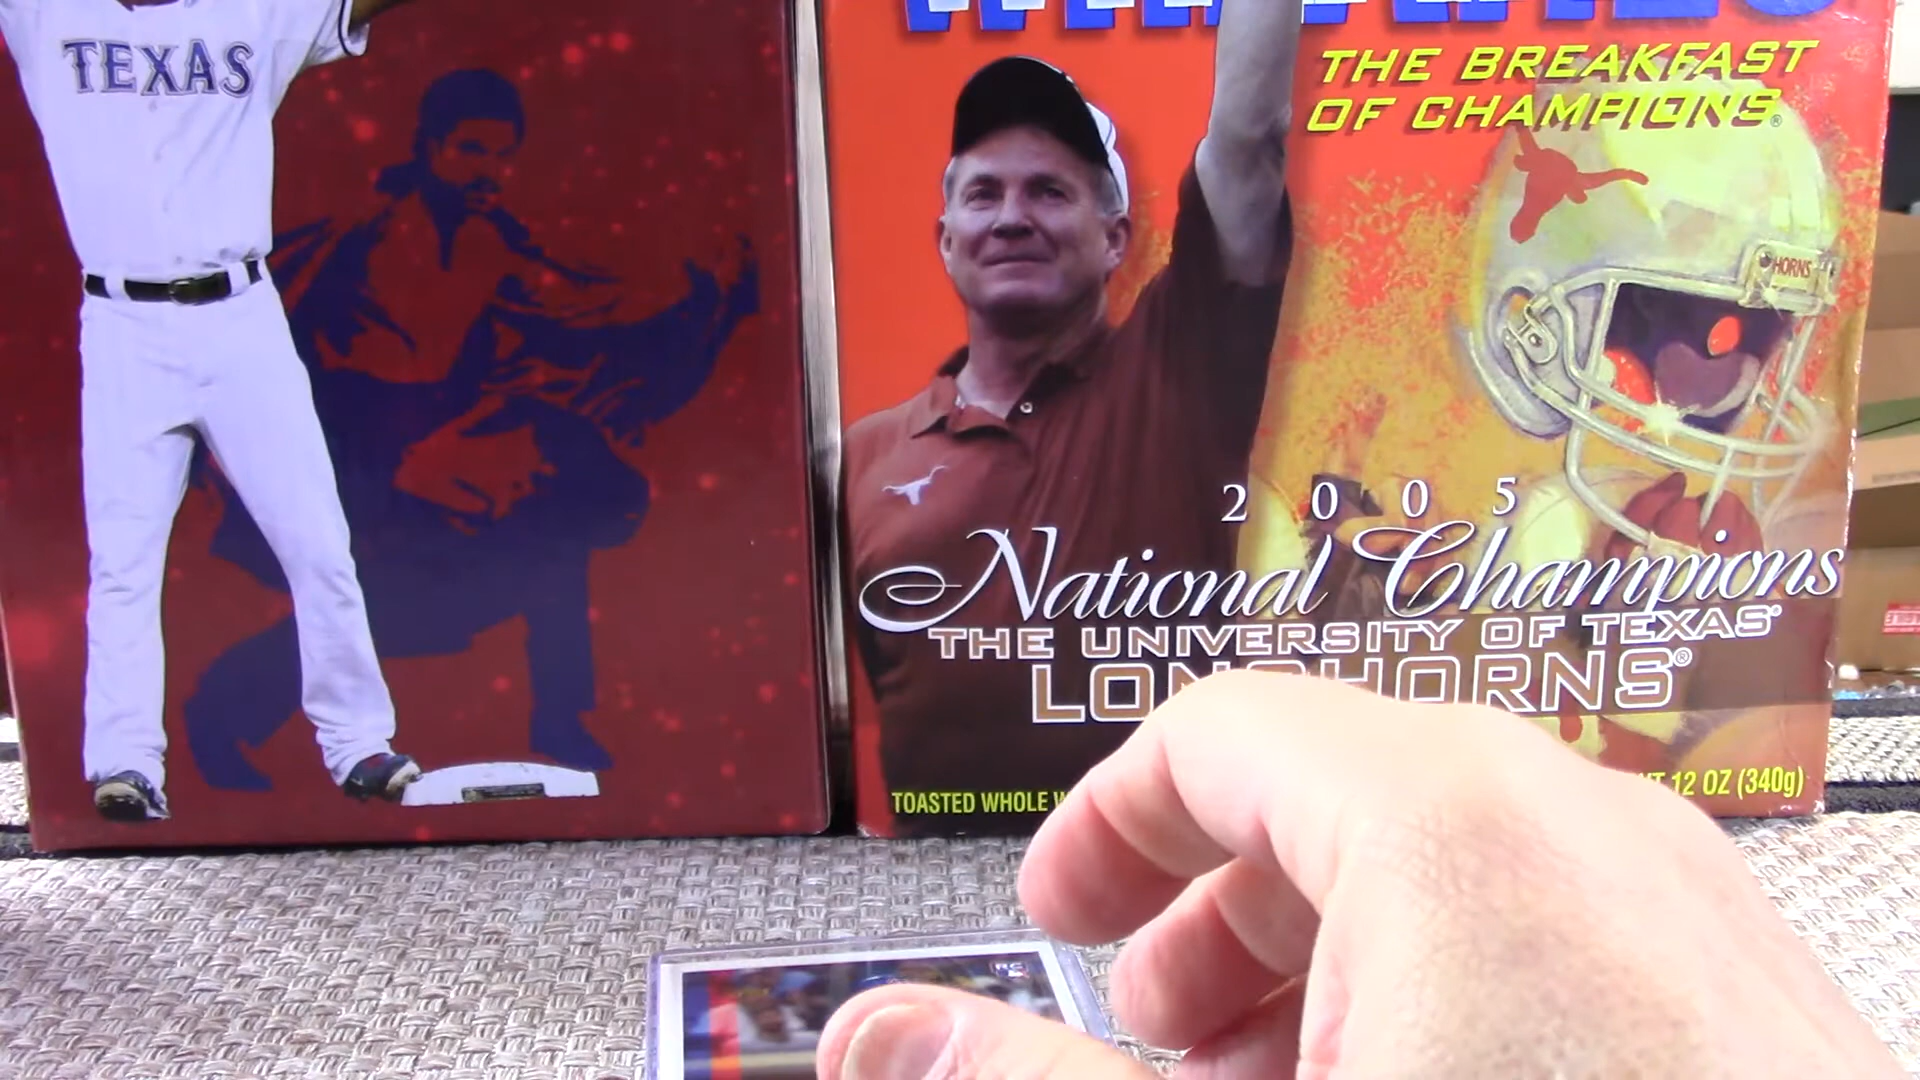 TEXAS
THE BREAKFAST
OF CHAMPIONS®
HORNS
2005
National Champions
THE UNIVERSITY OF TEXAS®
LONGHORNS®
TOASTED WHOLE
12 OZ (340g)
RC